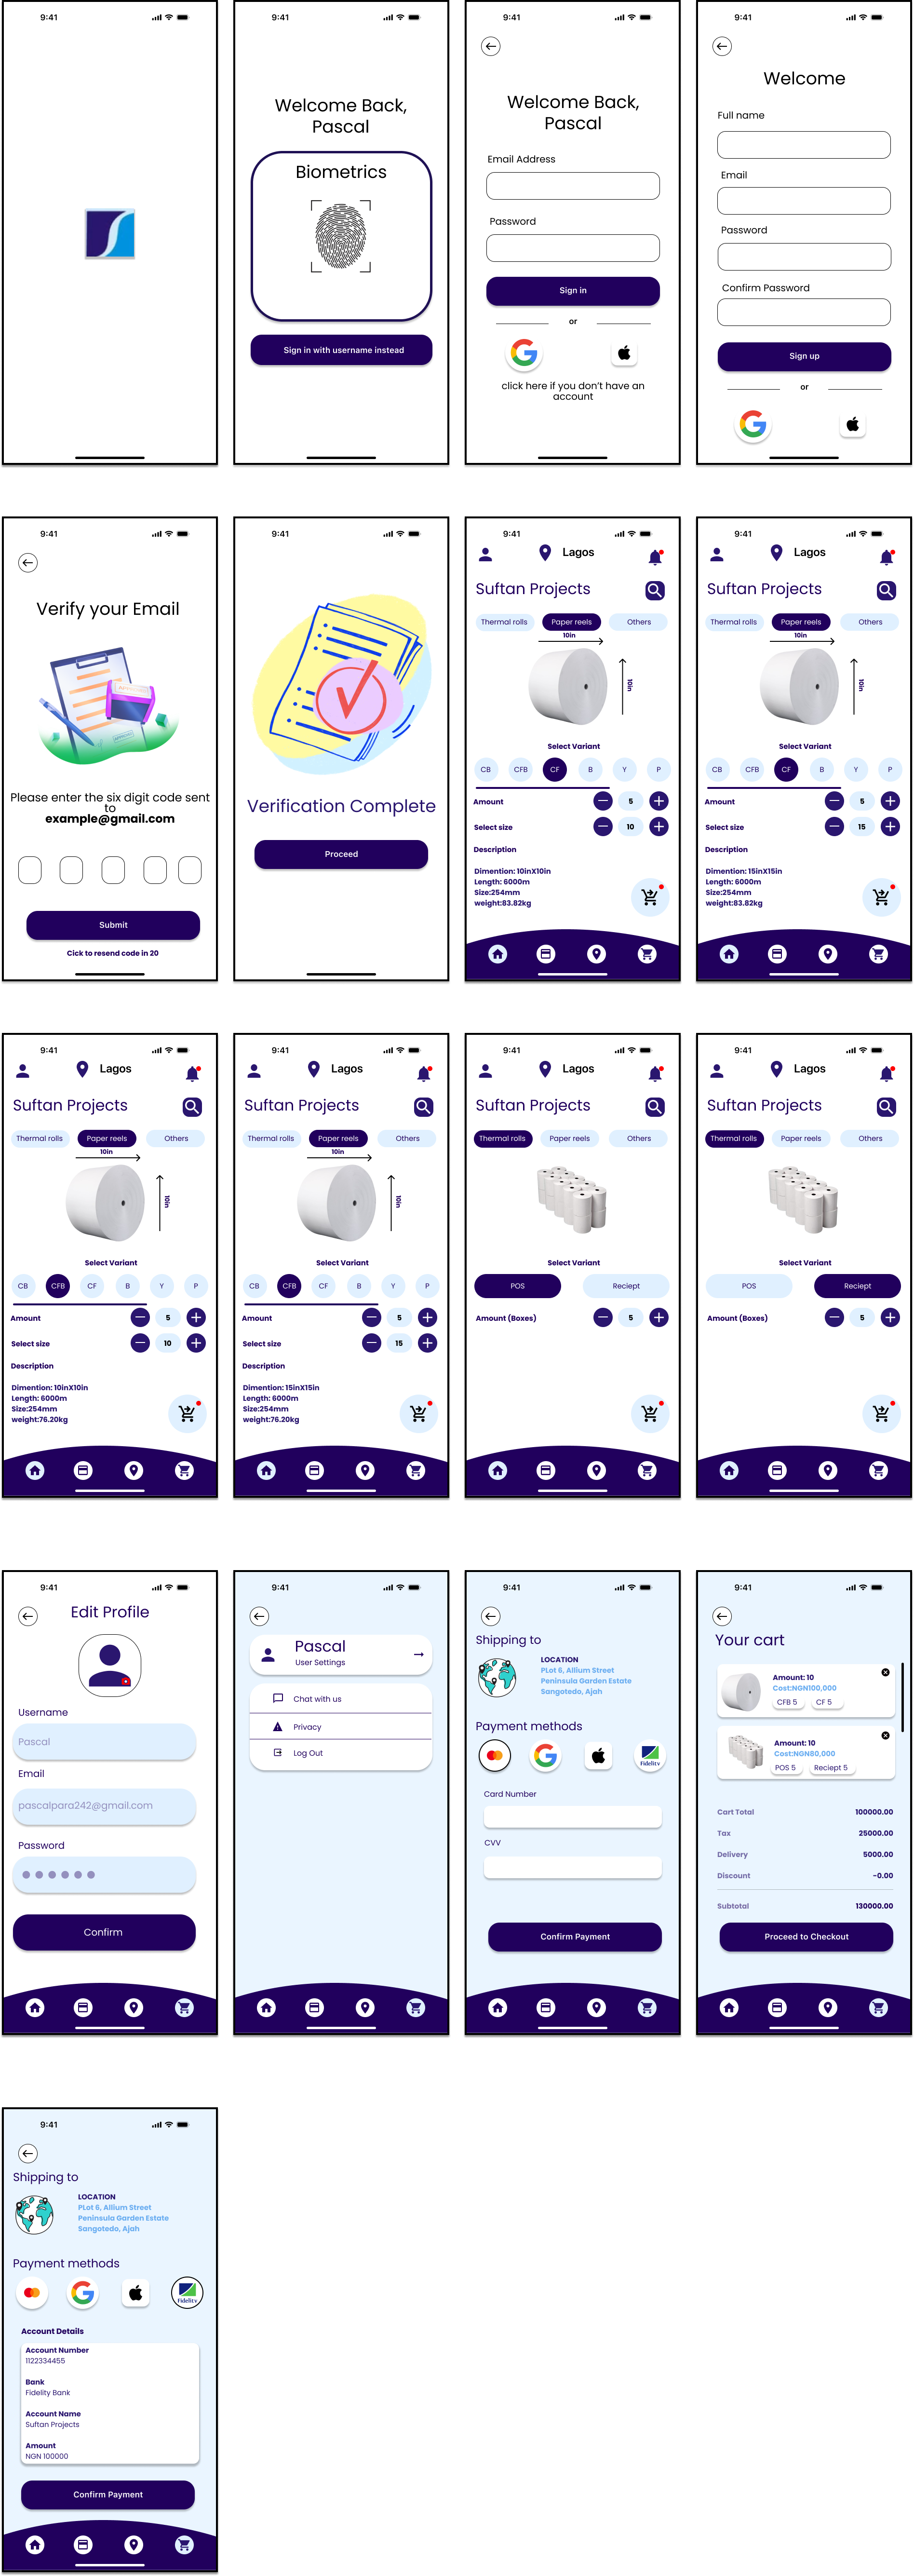 9:41
9:41
Welcome Back,
Pascal
Biometrics
Sign in with username instead
9:41
Welcome Back,
Pascal
Email Address
Password
Sign in
or
click here if you don't have an
account
9:41
Welcome
Full name
Email
Password
Confirm Password
Sign up
or
9:41
Verify your Email
Please enter the six digit code sent
to
example@gmail.com
Submit
Cick to resend code in 20
9:41
Verification Complete
Proceed
9:41
Lagos
Suftan Projects
Thermal rolls Paper reels Others
10in
10in
Select Variant
CB CFB CF B Y P
Amount 5
Select size 10
Description
Dimention: 10inX10in
Length: 6000m
Size:254mm
weight:83.82kg
9:41
Lagos
Suftan Projects
Thermal rolls Paper reels Others
10in
10in
Select Variant
CB CFB CF B Y P
Amount 5
Select size 15
Description
Dimention: 15inX15in
Length: 6000m
Size:254mm
weight:83.82kg
9:41
Lagos
Suftan Projects
Thermal rolls Paper reels Others
10in
10in
Select Variant
CB CFB CF B Y P
Amount 5
Select size 10
Description
Dimention: 10inX10in
Length: 6000m
Size:254mm
weight:76.20kg
9:41
Lagos
Suftan Projects
Thermal rolls Paper reels Others
10in
10in
Select Variant
CB CFB CF B Y P
Amount 5
Select size 15
Description
Dimention: 15inX15in
Length: 6000m
Size:254mm
weight:76.20kg
9:41
Lagos
Suftan Projects
Thermal rolls Paper reels Others
Select Variant
POS Reciept
Amount (Boxes) 5
9:41
Lagos
Suftan Projects
Thermal rolls Paper reels Others
Select Variant
POS Reciept
Amount (Boxes) 5
9:41
Edit Profile
Username
Pascal
Email
pascalpara242@gmail.com
Password
Confirm
9:41
Pascal
User Settings
Chat with us
Privacy
Log Out
9:41
Shipping to
LOCATION
PLot 6, Allium Street
Peninsula Garden Estate
Sangotedo, Ajah
Payment methods
Fidelity
Card Number
CVV
Confirm Payment
9:41
Your cart
Amount: 10
Cost:NGN100,000
CFB 5 CF 5
Amount: 10
Cost:NGN80,000
POS 5 Reciept 5
Cart Total 100000.00
Tax 25000.00
Delivery 5000.00
Discount -0.00
Subtotal 130000.00
Proceed to Checkout
9:41
Shipping to
LOCATION
PLot 6, Allium Street
Peninsula Garden Estate
Sangotedo, Ajah
Payment methods
Fidelity
Account Details
Account Number
1122334455
Bank
Fidelity Bank
Account Name
Suftan Projects
Amount
NGN 100000
Confirm Payment